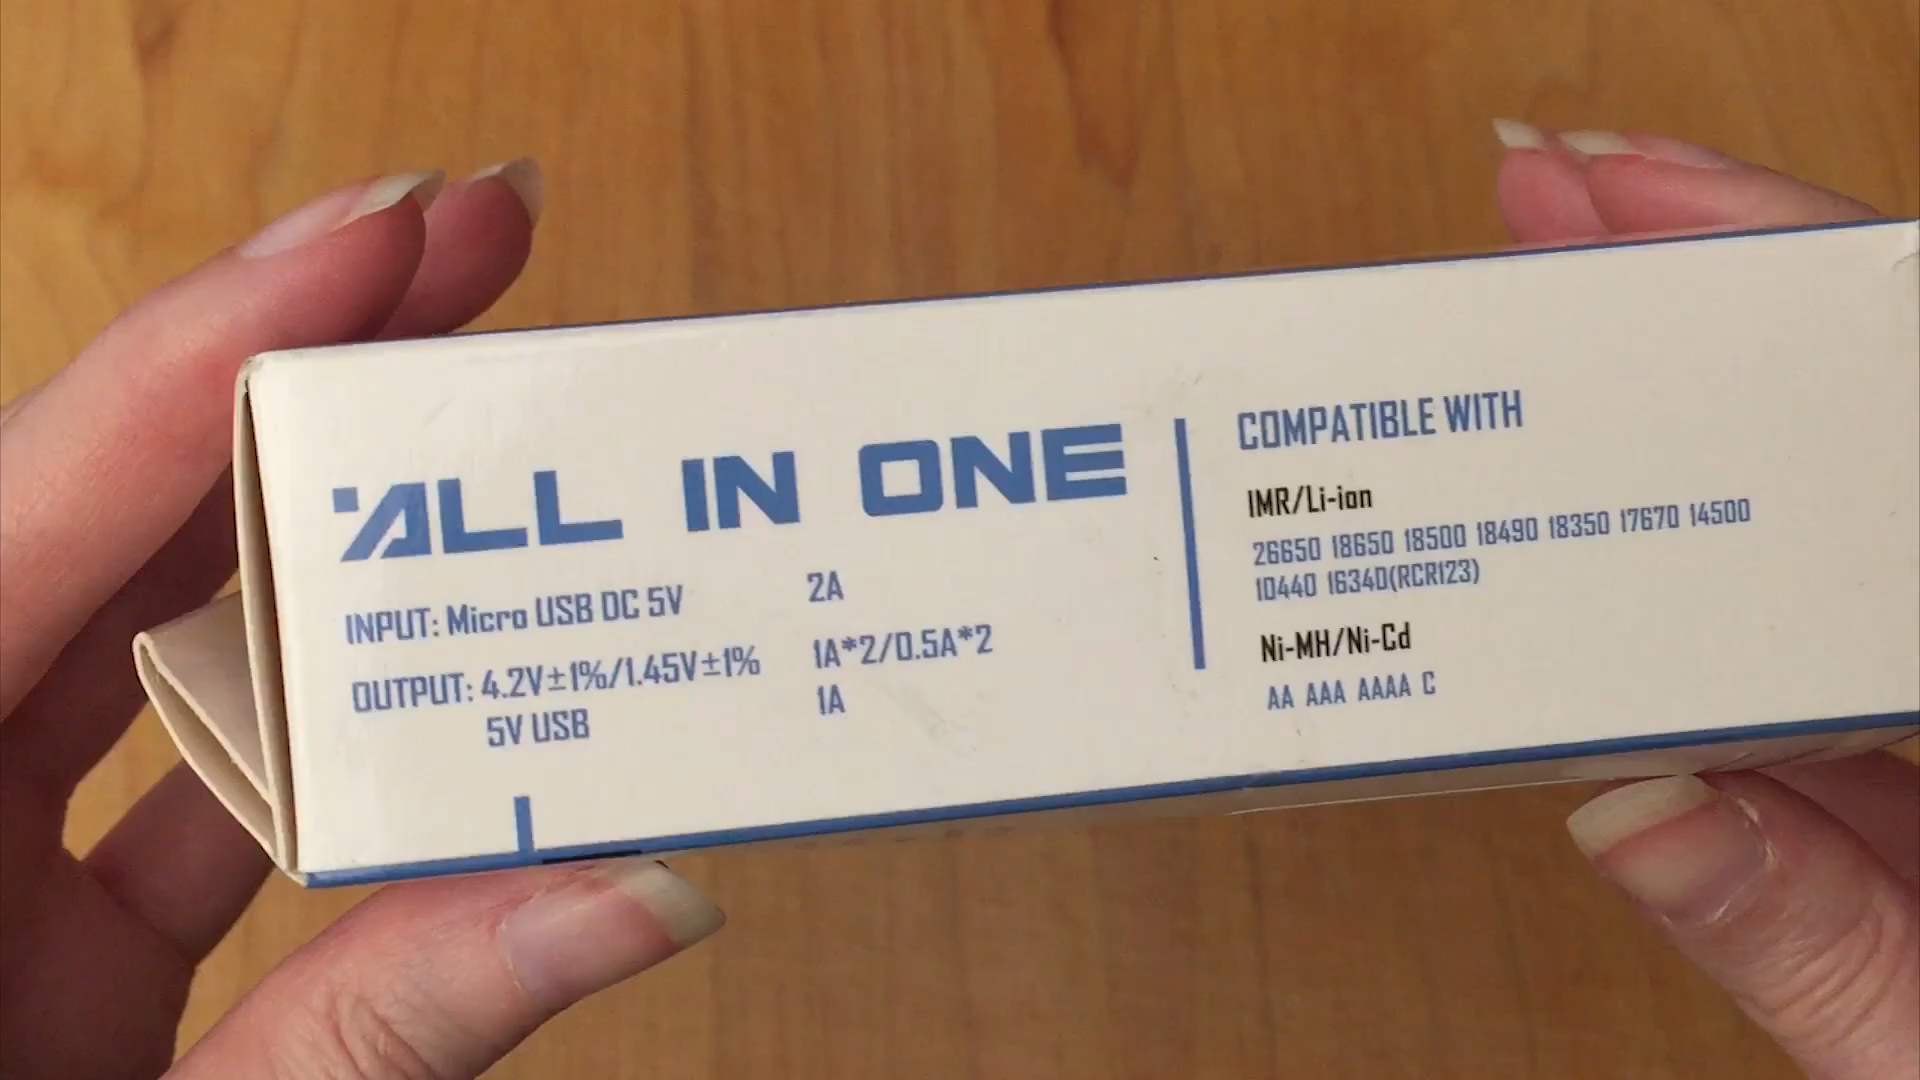 ALL IN ONE
INPUT: Micro USB DC 5V 2A
OUTPUT: 4.2V±1%/1.45V±1% 1A*2/0.5A*2
5V USB 1A
COMPATIBLE WITH
IMR/Li-ion
26650 18650 18500 18490 18350 17670 14500
10440 16340(RCR123)
Ni-MH/Ni-Cd
AA AAA AAAA C